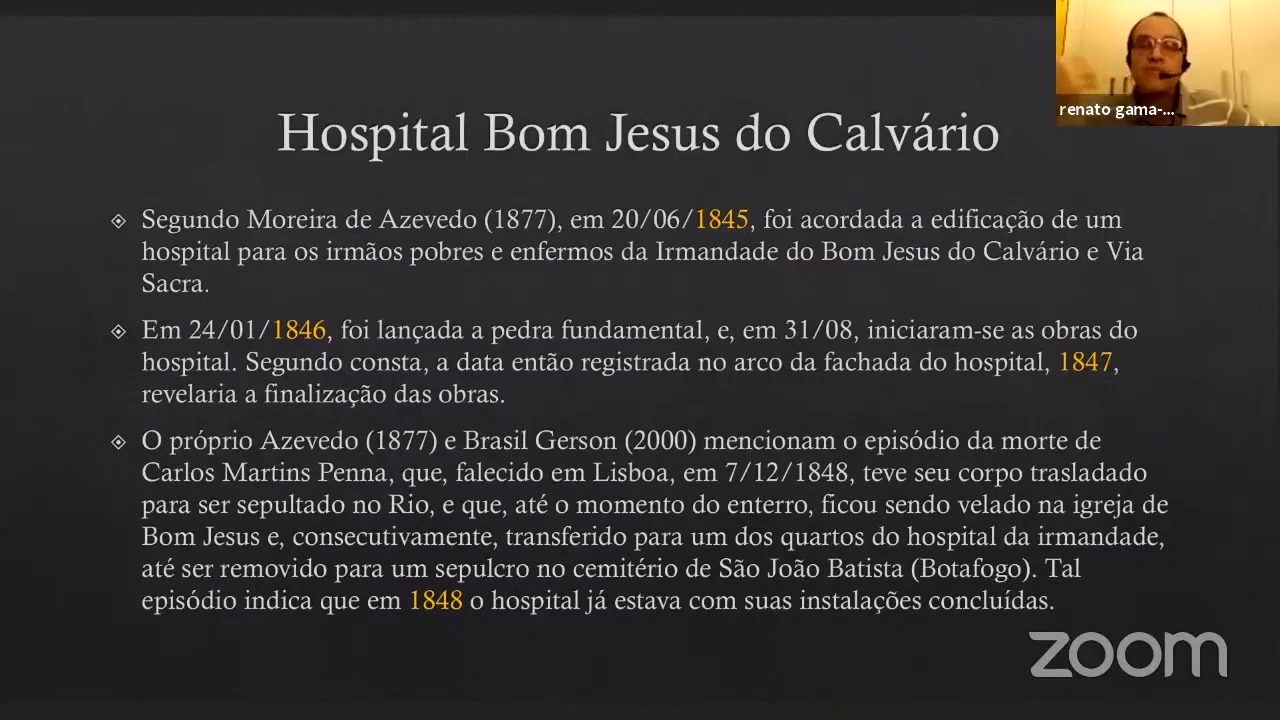 renato gama-...
Hospital Bom Jesus do Calvário
Segundo Moreira de Azevedo (1877), em 20/06/1845, foi acordada a edificação de um
hospital para os irmãos pobres e enfermos da Irmandade do Bom Jesus do Calvário e Via
Sacra.
Em 24/01/1846, foi lançada a pedra fundamental, e, em 31/08, iniciaram-se as obras do
hospital. Segundo consta, a data então registrada no arco da fachada do hospital, 1847,
revelaria a finalização das obras.
O próprio Azevedo (1877) e Brasil Gerson (2000) mencionam o episódio da morte de
Carlos Martins Penna, que, falecido em Lisboa, em 7/12/1848, teve seu corpo trasladado
para ser sepultado no Rio, e que, até o momento do enterro, ficou sendo velado na igreja de
Bom Jesus e, consecutivamente, transferido para um dos quartos do hospital da irmandade,
até ser removido para um sepulcro no cemitério de São João Batista (Botafogo). Tal
episódio indica que em 1848 o hospital já estava com suas instalações concluídas.
zoom